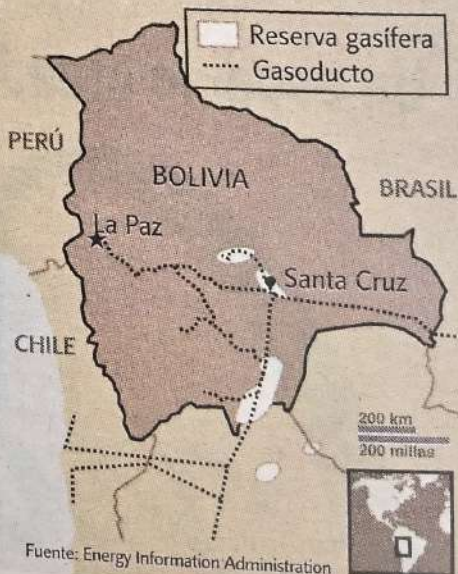 Reserva gasífera
Gasoducto
PERÚ
BOLIVIA
BRASIL
La Paz
Santa Cruz
CHILE
200 km
200 millas
Fuente: Energy Information Administration